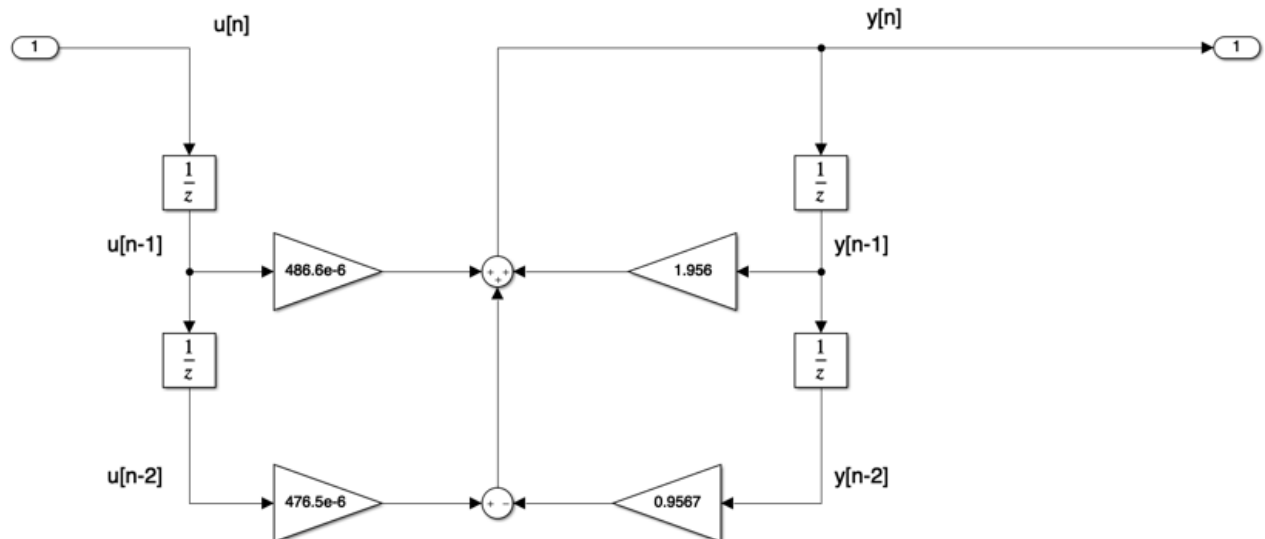 u[n]
y[n]
1
1
1
z
1
z
u[n-1]
486.6e-6
+ +
+
1.956
y[n-1]
1
z
1
z
u[n-2]
476.5e-6
+ −
0.9567
y[n-2]